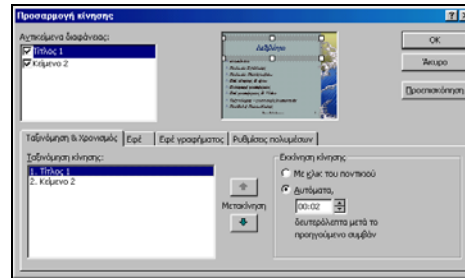 Προσαρμογή κίνησης
Αντικείμενα διαφάνειας:
Τίτλος 1
Κείμενο 2
OK
Άκυρο
Προεπισκόπηση
Ταξινόμηση & Χρονισμός
Εφέ
Εφέ γραφήματος
Ρυθμίσεις πολυμέσων
Ταξινόμηση κίνησης:
1. Τίτλος 1
2. Κείμενο 2
Μετακίνηση
Εκκίνηση κίνησης
Με κλικ του ποντικιού
Αυτόματα,
00:02
δευτερόλεπτα μετά το
προηγούμενο συμβάν